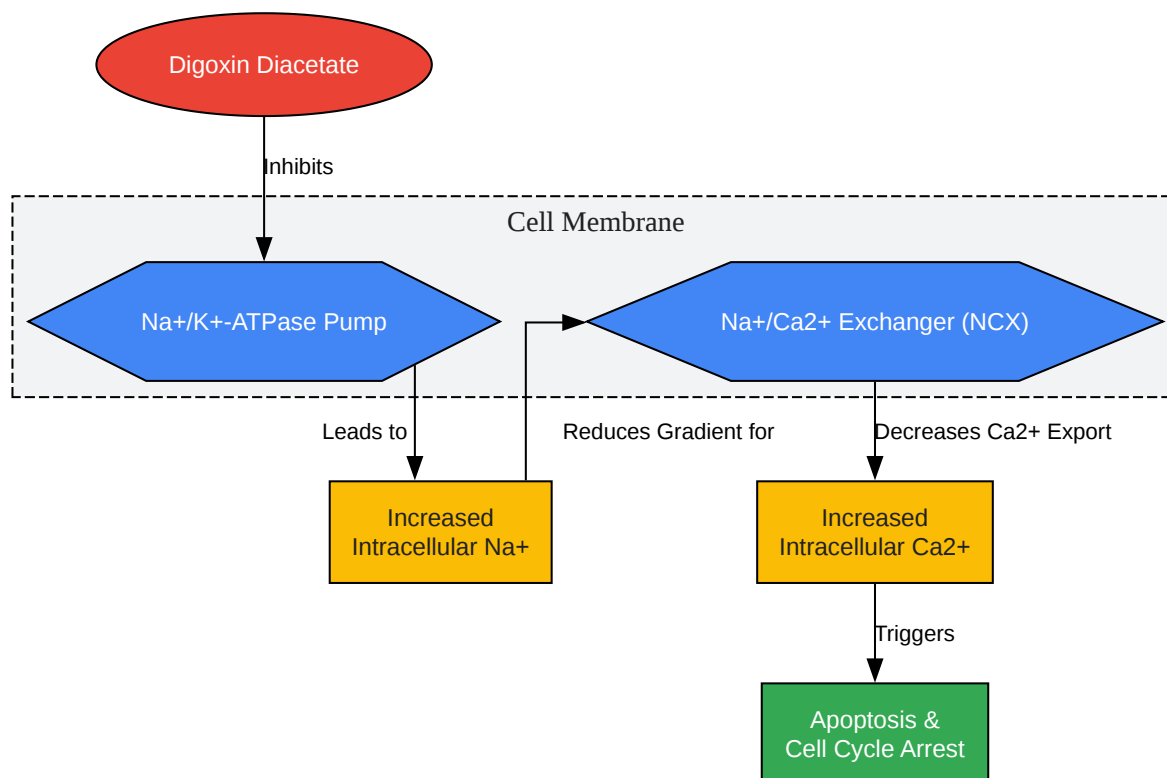 Digoxin Diacetate
Inhibits
Cell Membrane
Na+/K+-ATPase Pump
Na+/Ca2+ Exchanger (NCX)
Leads to
Reduces Gradient for
Decreases Ca2+ Export
Increased
Intracellular Na+
Increased
Intracellular Ca2+
Triggers
Apoptosis &
Cell Cycle Arrest